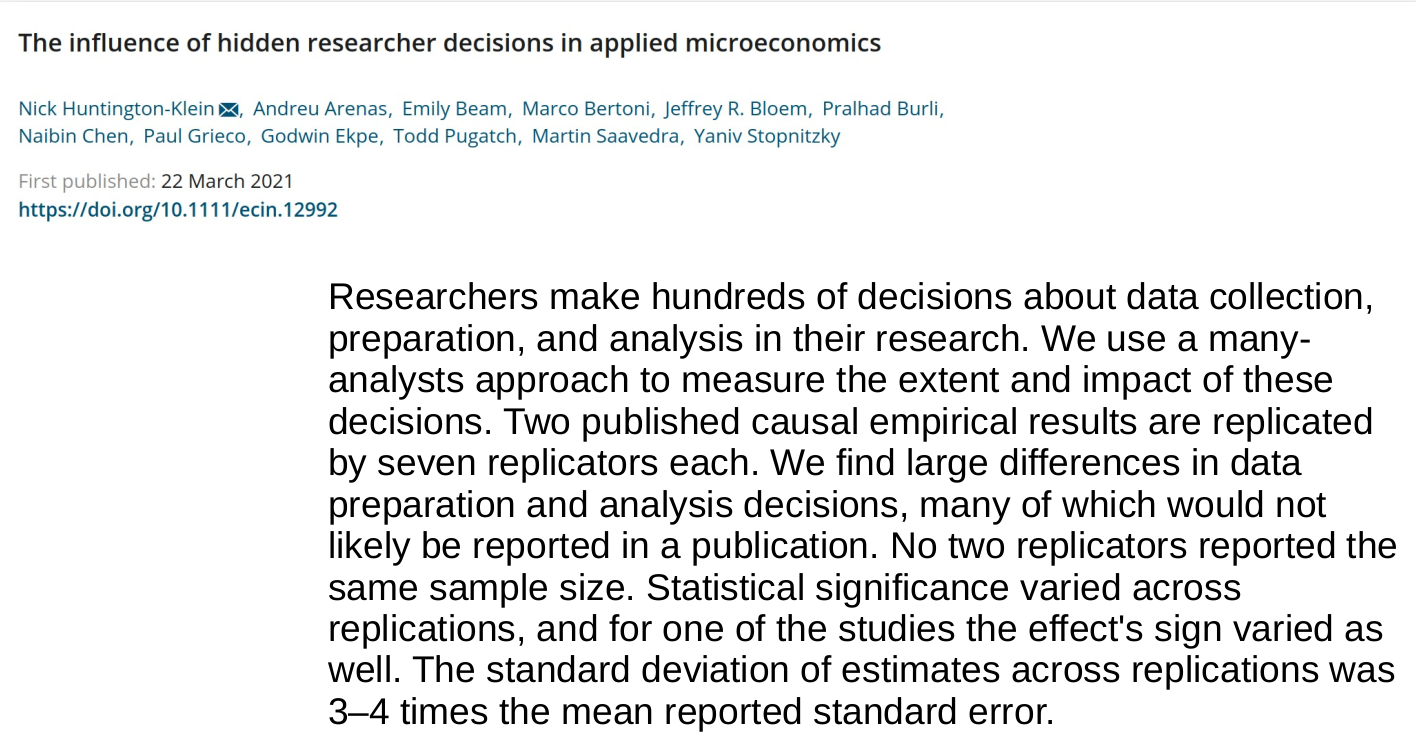 The influence of hidden researcher decisions in applied microeconomics
Nick Huntington-Klein, Andreu Arenas, Emily Beam, Marco Bertoni, Jeffrey R. Bloem, Pralhad Burli,
Naibin Chen, Paul Grieco, Godwin Ekpe, Todd Pugatch, Martin Saavedra, Yaniv Stopnitzky
First published: 22 March 2021
https://doi.org/10.1111/ecin.12992
Researchers make hundreds of decisions about data collection,
preparation, and analysis in their research. We use a many-
analysts approach to measure the extent and impact of these
decisions. Two published causal empirical results are replicated
by seven replicators each. We find large differences in data
preparation and analysis decisions, many of which would not
likely be reported in a publication. No two replicators reported the
same sample size. Statistical significance varied across
replications, and for one of the studies the effect's sign varied as
well. The standard deviation of estimates across replications was
3–4 times the mean reported standard error.